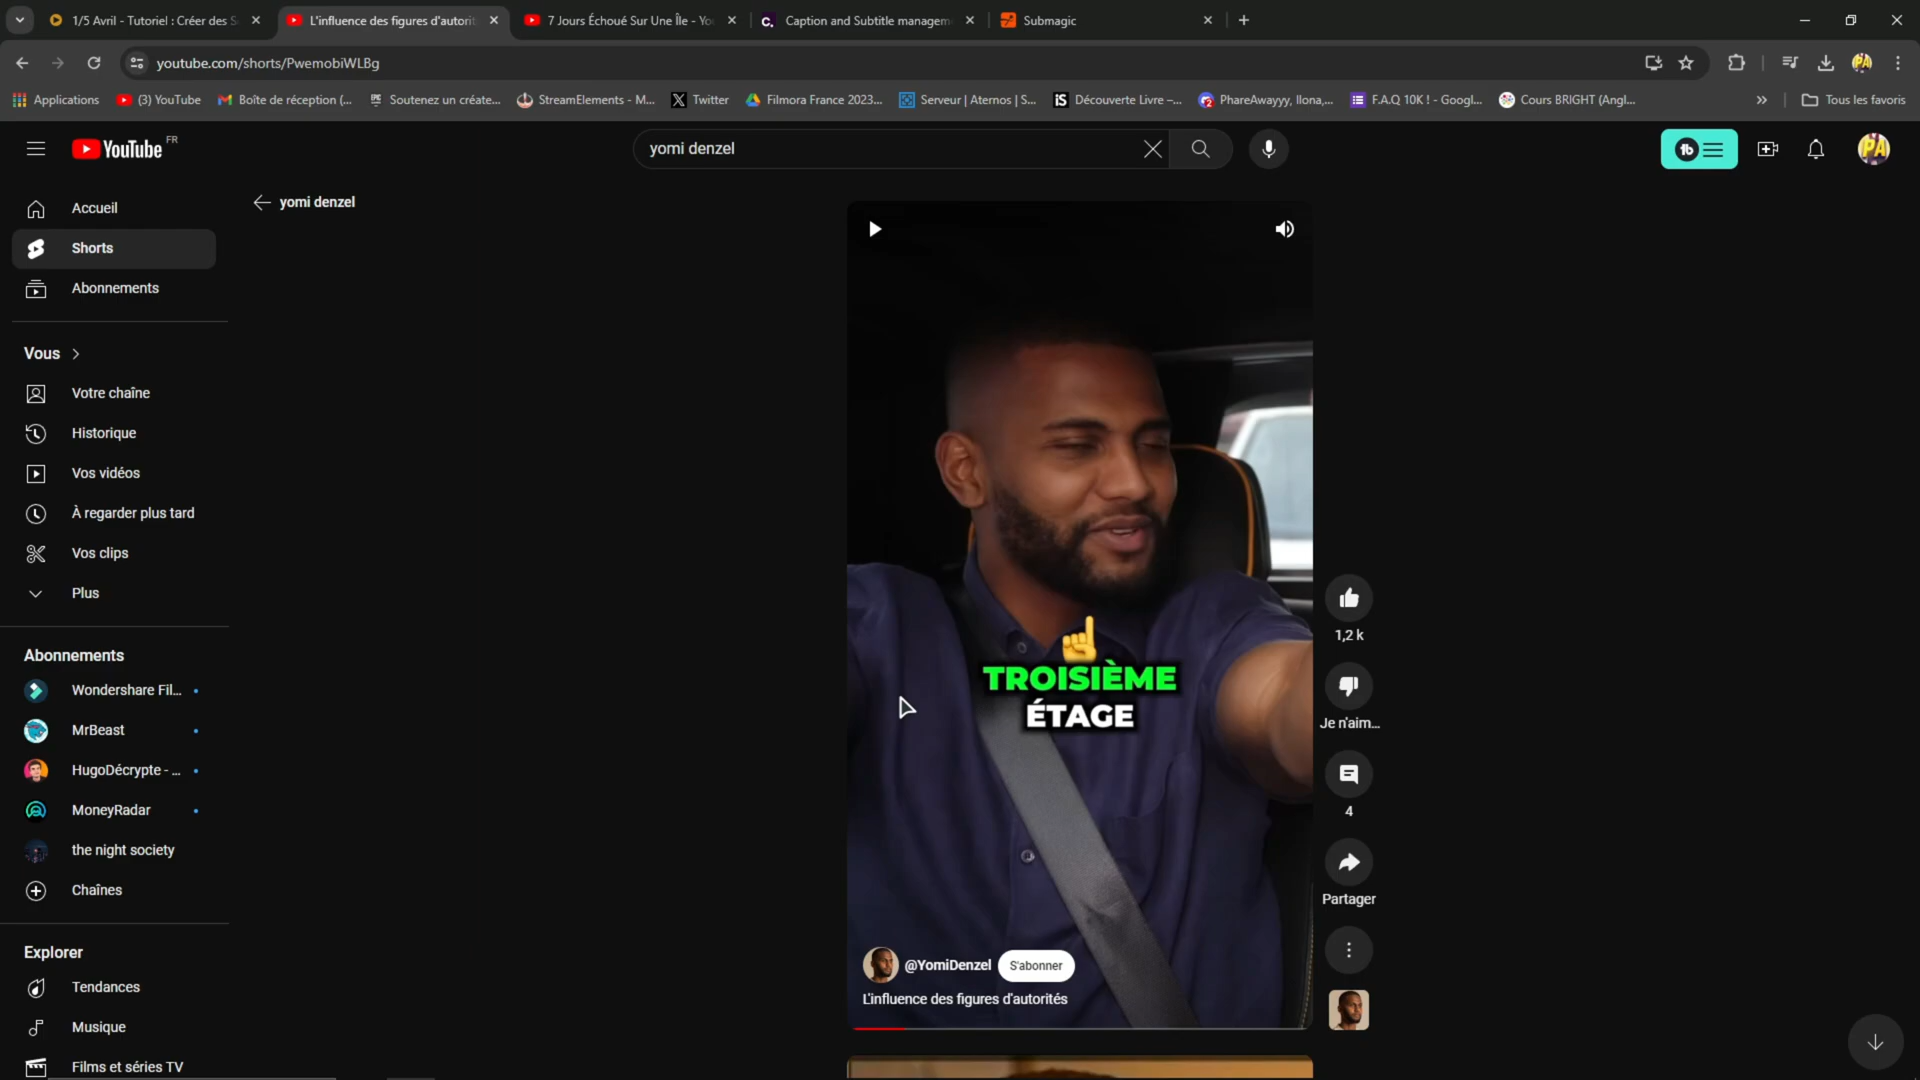 1/5 Avril - Tutoriel : Créer des S
L'influence des figures d'autorit
7 Jours Échoué Sur Une Île - Yo
Caption and Subtitle managem
Submagic
youtube.com/shorts/PwemobiWLBg
Applications
(3) YouTube
Boîte de réception (...
Soutenez un créate...
StreamElements - M...
Twitter
Filmora France 2023...
Serveur | Aternos | S...
Découverte Livre –...
PhareAwayyy, Ilona,...
F.A.Q 10K ! - Googl...
Cours BRIGHT (Angl...
Tous les favoris
YouTube FR
yomi denzel
yomi denzel
Accueil
Shorts
Abonnements
Vous
Votre chaîne
Historique
Vos vidéos
À regarder plus tard
Vos clips
Plus
Abonnements
Wondershare Fil...
MrBeast
HugoDécrypte - ...
MoneyRadar
the night society
Chaînes
Explorer
Tendances
Musique
Films et séries TV
TROISIÈME
ÉTAGE
@YomiDenzel
S'abonner
L'influence des figures d'autorités
1,2 k
Je n'aim...
4
Partager